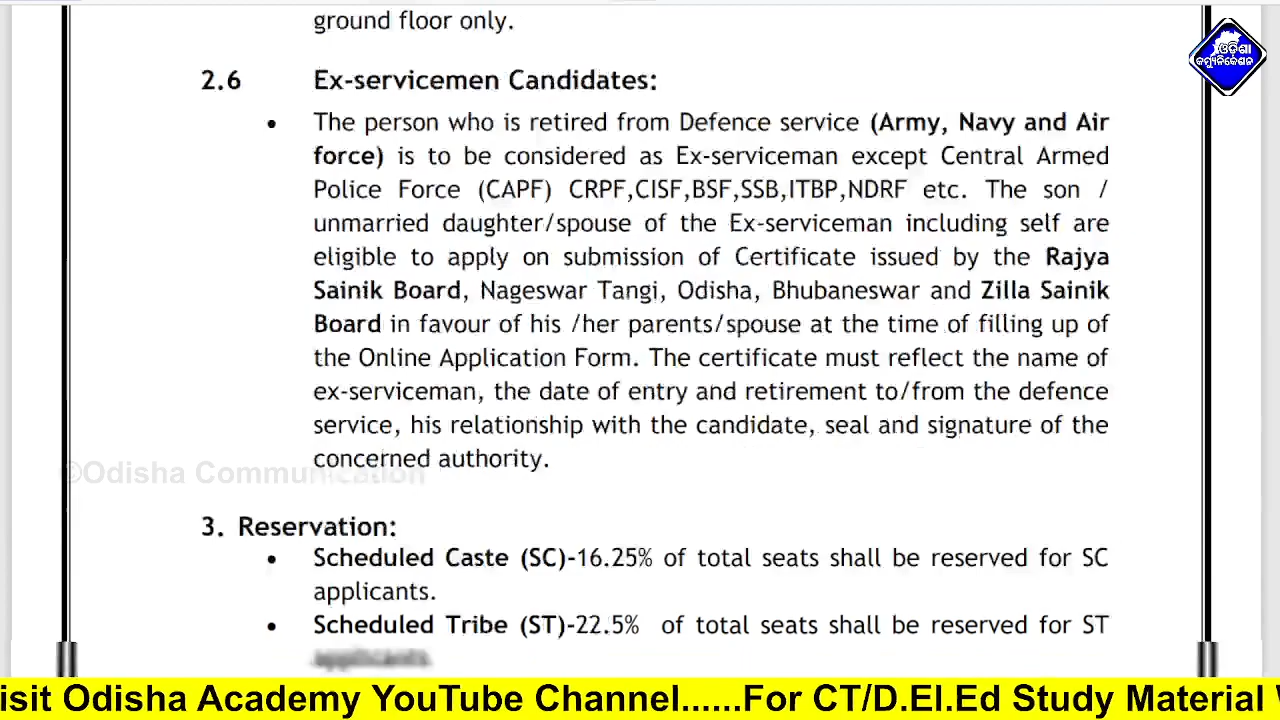 ground floor only.
ଓଡ଼ିଶା
କମ୍ୟୁନିକେଶନ
2.6 Ex-servicemen Candidates:
• The person who is retired from Defence service (Army, Navy and Air
force) is to be considered as Ex-serviceman except Central Armed
Police Force (CAPF) CRPF,CISF,BSF,SSB,ITBP,NDRF etc. The son /
unmarried daughter/spouse of the Ex-serviceman including self are
eligible to apply on submission of Certificate issued by the Rajya
Sainik Board, Nageswar Tangi, Odisha, Bhubaneswar and Zilla Sainik
Board in favour of his /her parents/spouse at the time of filling up of
the Online Application Form. The certificate must reflect the name of
ex-serviceman, the date of entry and retirement to/from the defence
service, his relationship with the candidate, seal and signature of the
concerned authority.
©Odisha Communication
3. Reservation:
• Scheduled Caste (SC)-16.25% of total seats shall be reserved for SC
applicants.
• Scheduled Tribe (ST)-22.5% of total seats shall be reserved for ST
applicants
isit Odisha Academy YouTube Channel......For CT/D.El.Ed Study Material